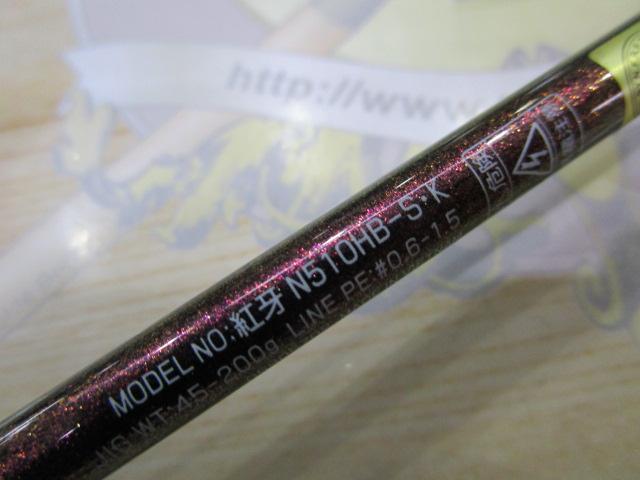 http://www.
MODEL NO:紅牙 N510HB-S・K
JIG WT:45-200g LINE PE:#0.6-1.5